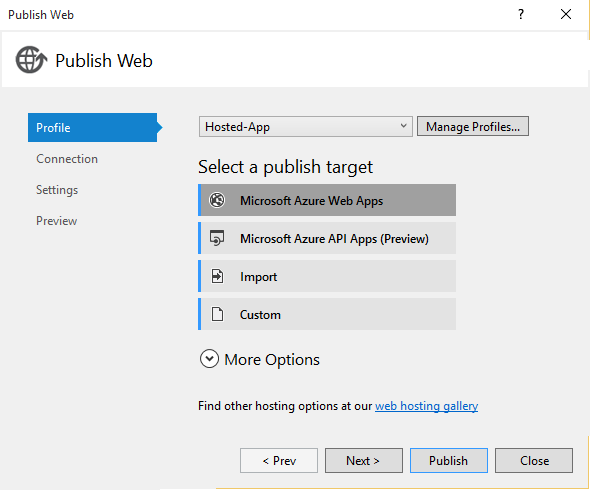 Publish Web
?
Publish Web
Profile
Connection
Settings
Preview
Hosted-App
Manage Profiles...
Select a publish target
Microsoft Azure Web Apps
Microsoft Azure API Apps (Preview)
Import
Custom
More Options
Find other hosting options at our web hosting gallery
< Prev
Next >
Publish
Close